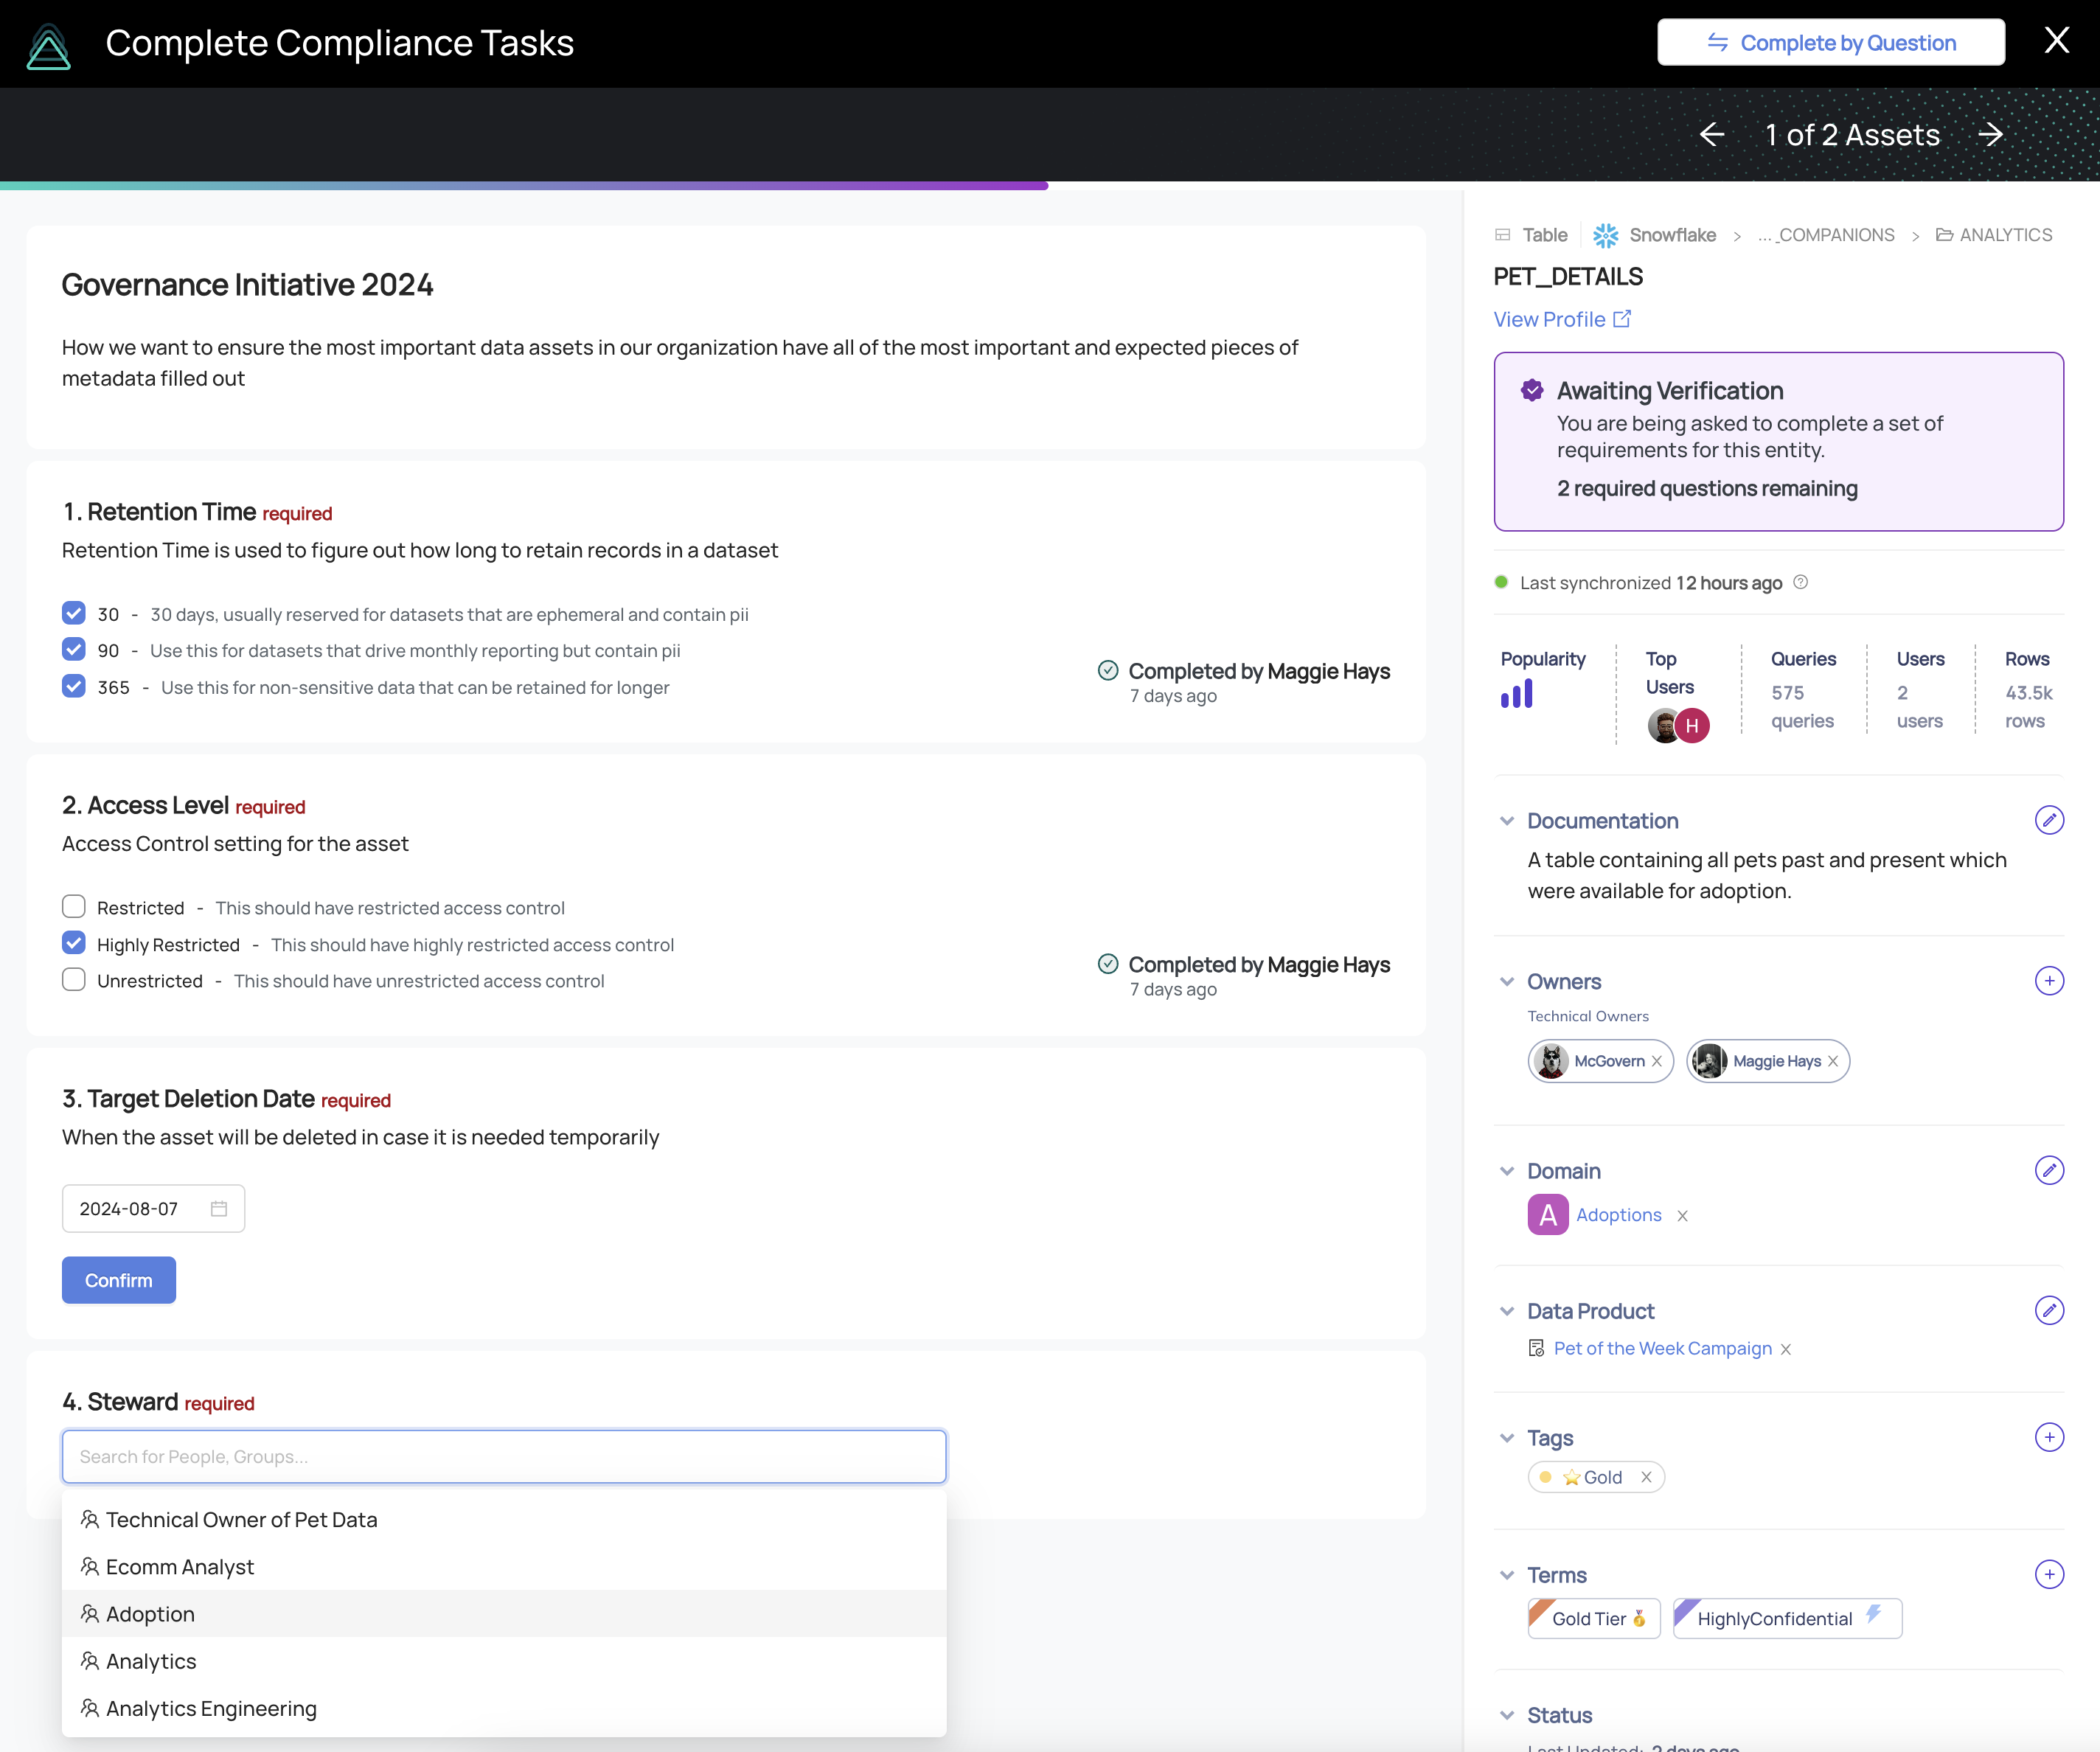 Complete Compliance Tasks
Complete by Question
1 of 2 Assets
Governance Initiative 2024
How we want to ensure the most important data assets in our organization have all of the most important and expected pieces of
metadata filled out
1. Retention Time required
Retention Time is used to figure out how long to retain records in a dataset
30 - 30 days, usually reserved for datasets that are ephemeral and contain pii
90 - Use this for datasets that drive monthly reporting but contain pii
365 - Use this for non-sensitive data that can be retained for longer
Completed by Maggie Hays
7 days ago
2. Access Level required
Access Control setting for the asset
Restricted - This should have restricted access control
Highly Restricted - This should have highly restricted access control
Unrestricted - This should have unrestricted access control
Completed by Maggie Hays
7 days ago
3. Target Deletion Date required
When the asset will be deleted in case it is needed temporarily
2024-08-07
Confirm
4. Steward required
Search for People, Groups...
Technical Owner of Pet Data
Ecomm Analyst
Adoption
Analytics
Analytics Engineering
Table Snowflake > ... _COMPANIONS > ANALYTICS
PET_DETAILS
View Profile
Awaiting Verification
You are being asked to complete a set of
requirements for this entity.
2 required questions remaining
Last synchronized 12 hours ago
Popularity
Top
Users
H
Queries
575
queries
Users
2
users
Rows
43.5k
rows
Documentation
A table containing all pets past and present which
were available for adoption.
Owners
Technical Owners
McGovern Maggie Hays
Domain
A Adoptions
Data Product
Pet of the Week Campaign
Tags
Gold
Terms
Gold Tier HighlyConfidential
Status
Last Updated: 2 days ago